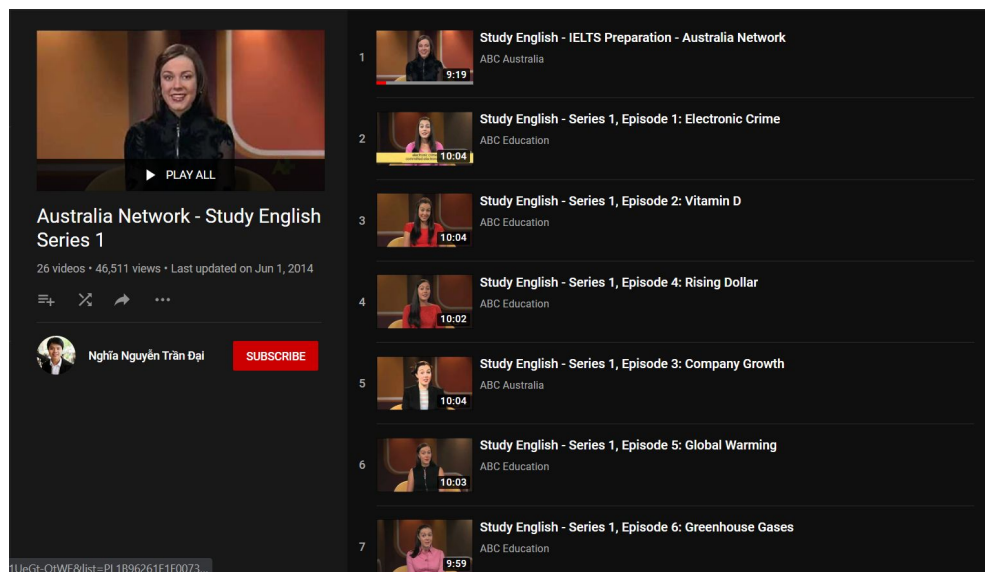 PLAY ALL
Australia Network - Study English
Series 1
26 videos • 46,511 views • Last updated on Jun 1, 2014
Nghĩa Nguyễn Trần Đại
SUBSCRIBE
1
9:19
Study English - IELTS Preparation - Australia Network
ABC Australia
2
10:04
Study English - Series 1, Episode 1: Electronic Crime
ABC Education
3
10:04
Study English - Series 1, Episode 2: Vitamin D
ABC Education
4
10:02
Study English - Series 1, Episode 4: Rising Dollar
ABC Education
5
10:04
Study English - Series 1, Episode 3: Company Growth
ABC Australia
6
10:03
Study English - Series 1, Episode 5: Global Warming
ABC Education
7
9:59
Study English - Series 1, Episode 6: Greenhouse Gases
ABC Education